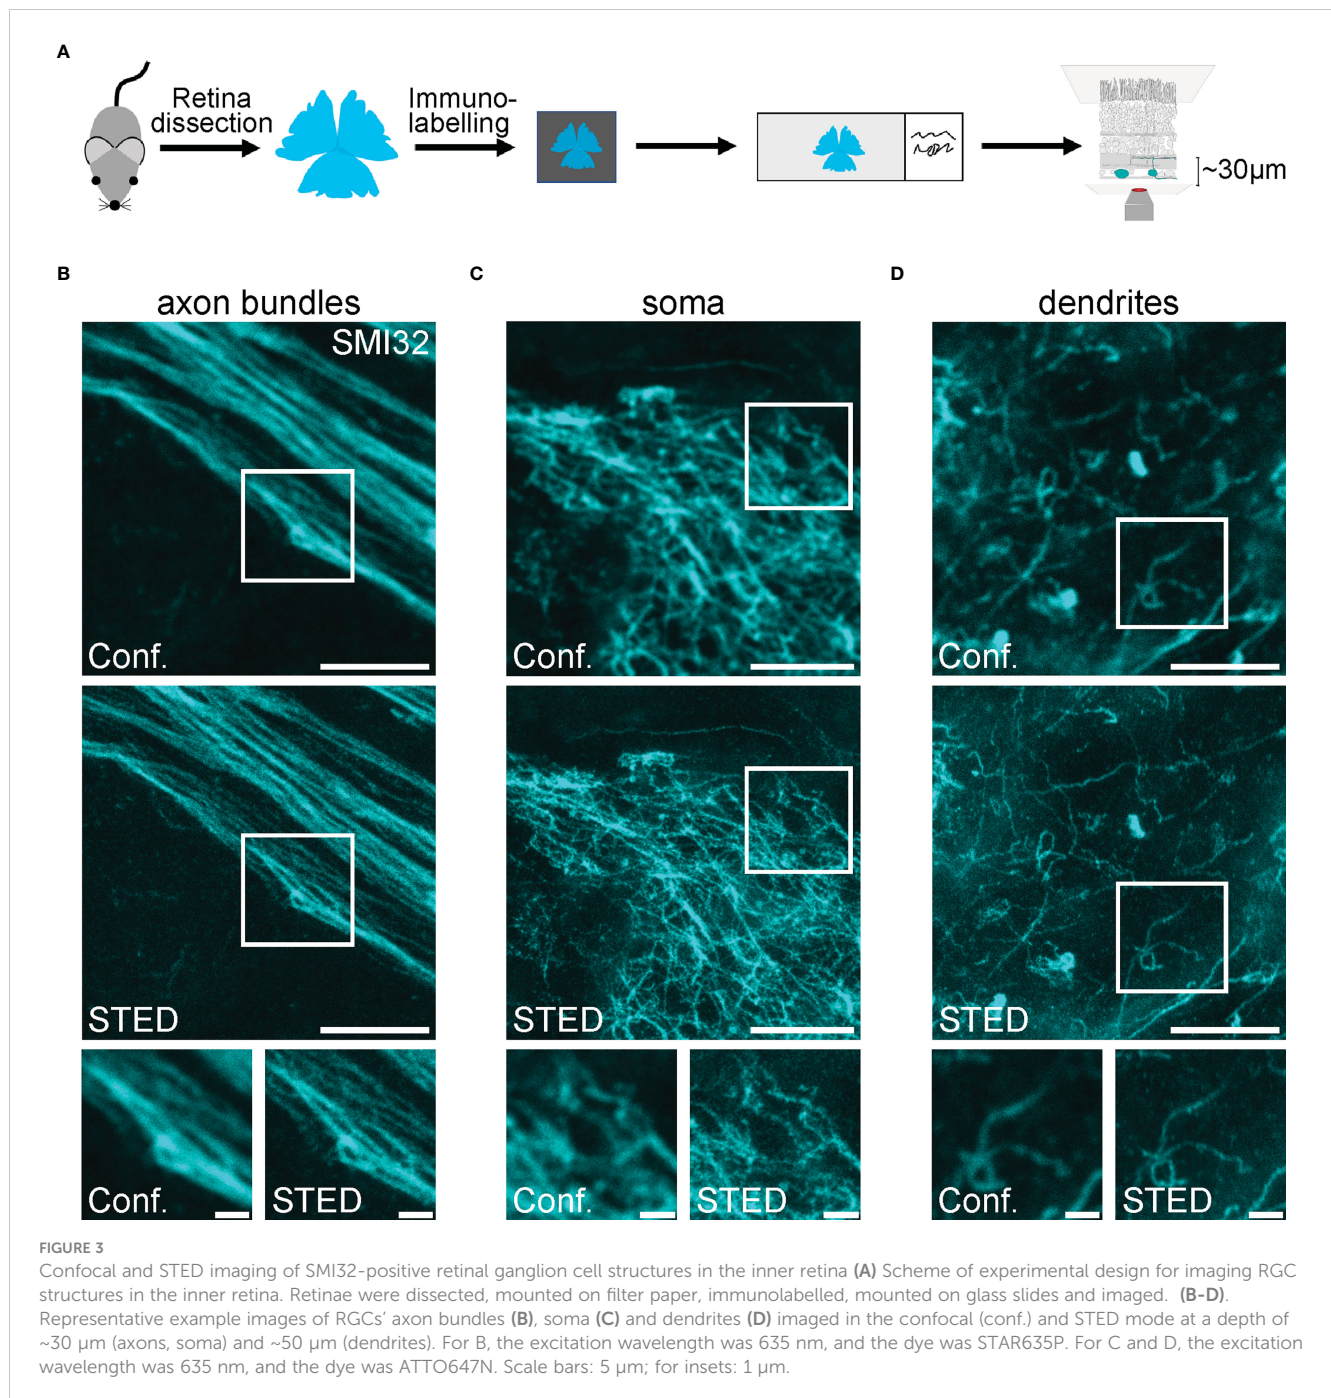 A
Retina
dissection
Immuno-
labelling
~30µm
B
C
D
axon bundles
soma
dendrites
SMI32
Conf.
Conf.
Conf.
STED
STED
STED
Conf.
STED
Conf.
STED
Conf.
STED
FIGURE 3
Confocal and STED imaging of SMI32-positive retinal ganglion cell structures in the inner retina (A) Scheme of experimental design for imaging RGC
structures in the inner retina. Retinae were dissected, mounted on filter paper, immunolabelled, mounted on glass slides and imaged. (B-D).
Representative example images of RGCs' axon bundles (B), soma (C) and dendrites (D) imaged in the confocal (conf.) and STED mode at a depth of
~30 µm (axons, soma) and ~50 µm (dendrites). For B, the excitation wavelength was 635 nm, and the dye was STAR635P. For C and D, the excitation
wavelength was 635 nm, and the dye was ATTO647N. Scale bars: 5 µm; for insets: 1 µm.